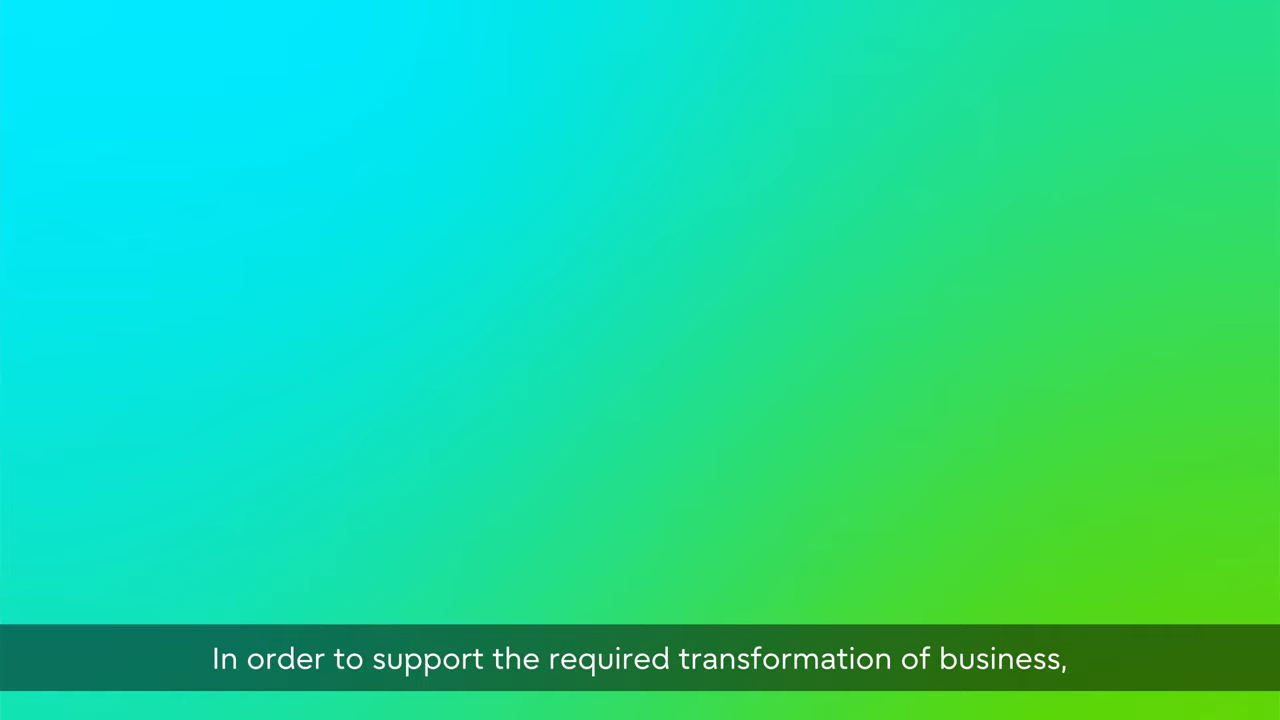 In order to support the required transformation of business,